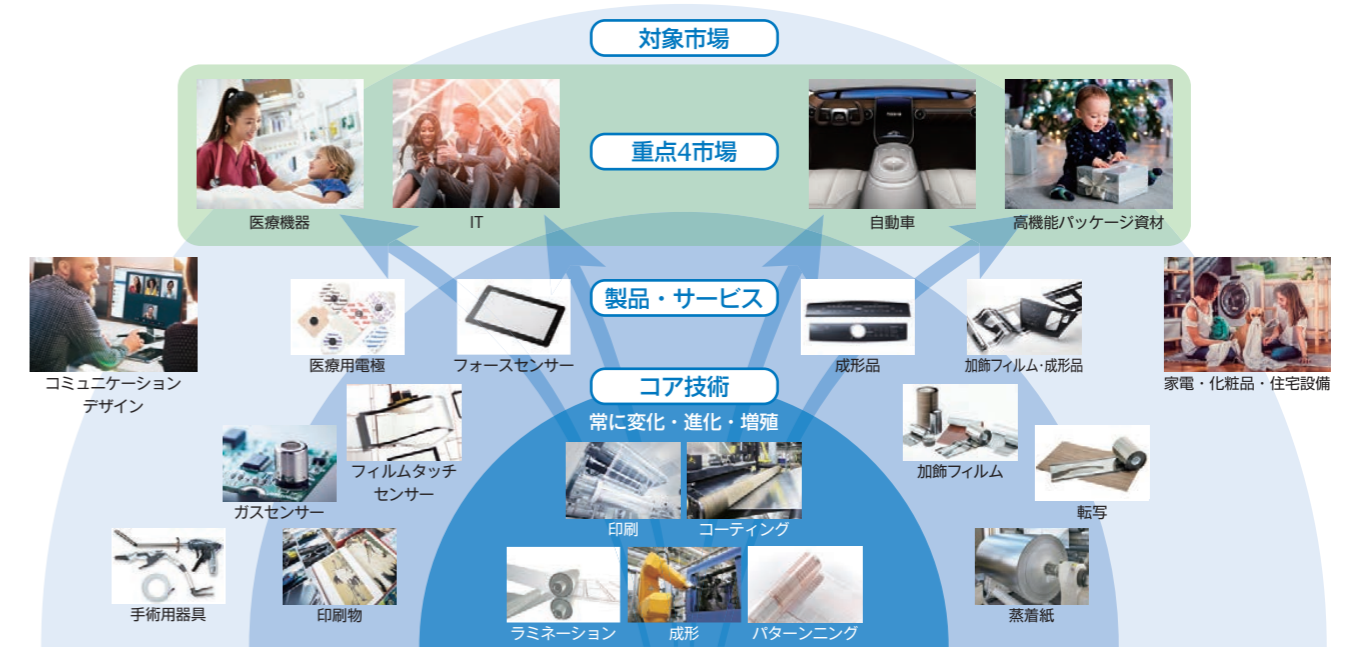 対象市場
重点4市場
医療機器
IT
自動車
高機能パッケージ資材
製品・サービス
コミュニケーション
デザイン
医療用電極
フォースセンサー
成形品
加飾フィルム・成形品
家電・化粧品・住宅設備
コア技術
常に変化・進化・増殖
フィルムタッチ
センサー
加飾フィルム
ガスセンサー
転写
印刷
コーティング
手術用器具
印刷物
蒸着紙
ラミネーション
成形
パターンニング